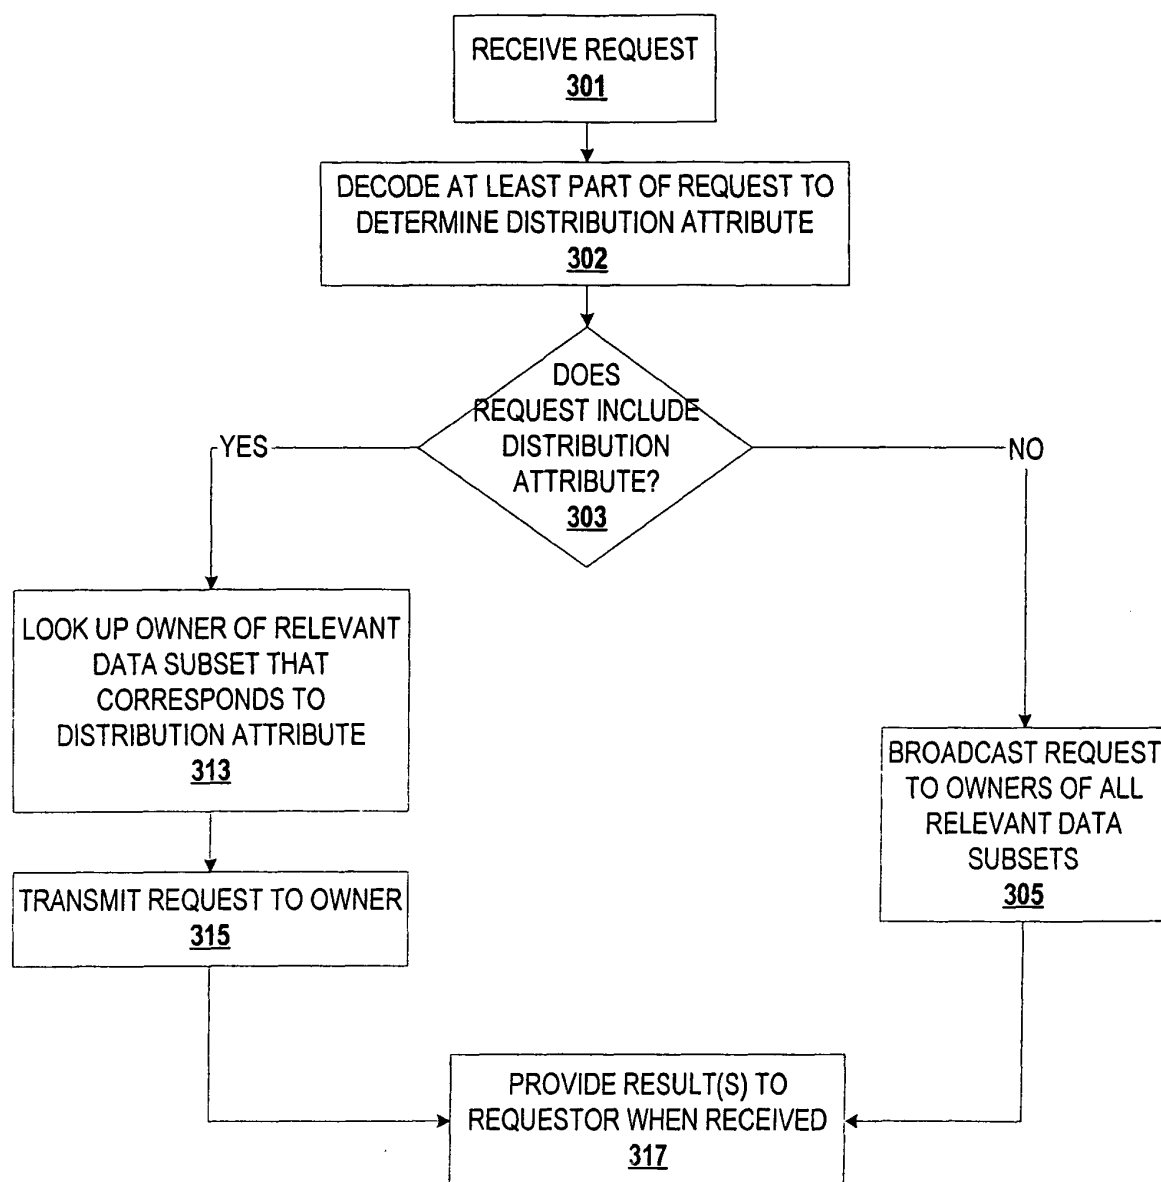 RECEIVE REQUEST
301
DECODE AT LEAST PART OF REQUEST TO
DETERMINE DISTRIBUTION ATTRIBUTE
302
DOES
REQUEST INCLUDE
DISTRIBUTION
ATTRIBUTE?
303
YES
NO
LOOK UP OWNER OF RELEVANT
DATA SUBSET THAT
CORRESPONDS TO
DISTRIBUTION ATTRIBUTE
313
BROADCAST REQUEST
TO OWNERS OF ALL
RELEVANT DATA
SUBSETS
305
TRANSMIT REQUEST TO OWNER
315
PROVIDE RESULT(S) TO
REQUESTOR WHEN RECEIVED
317